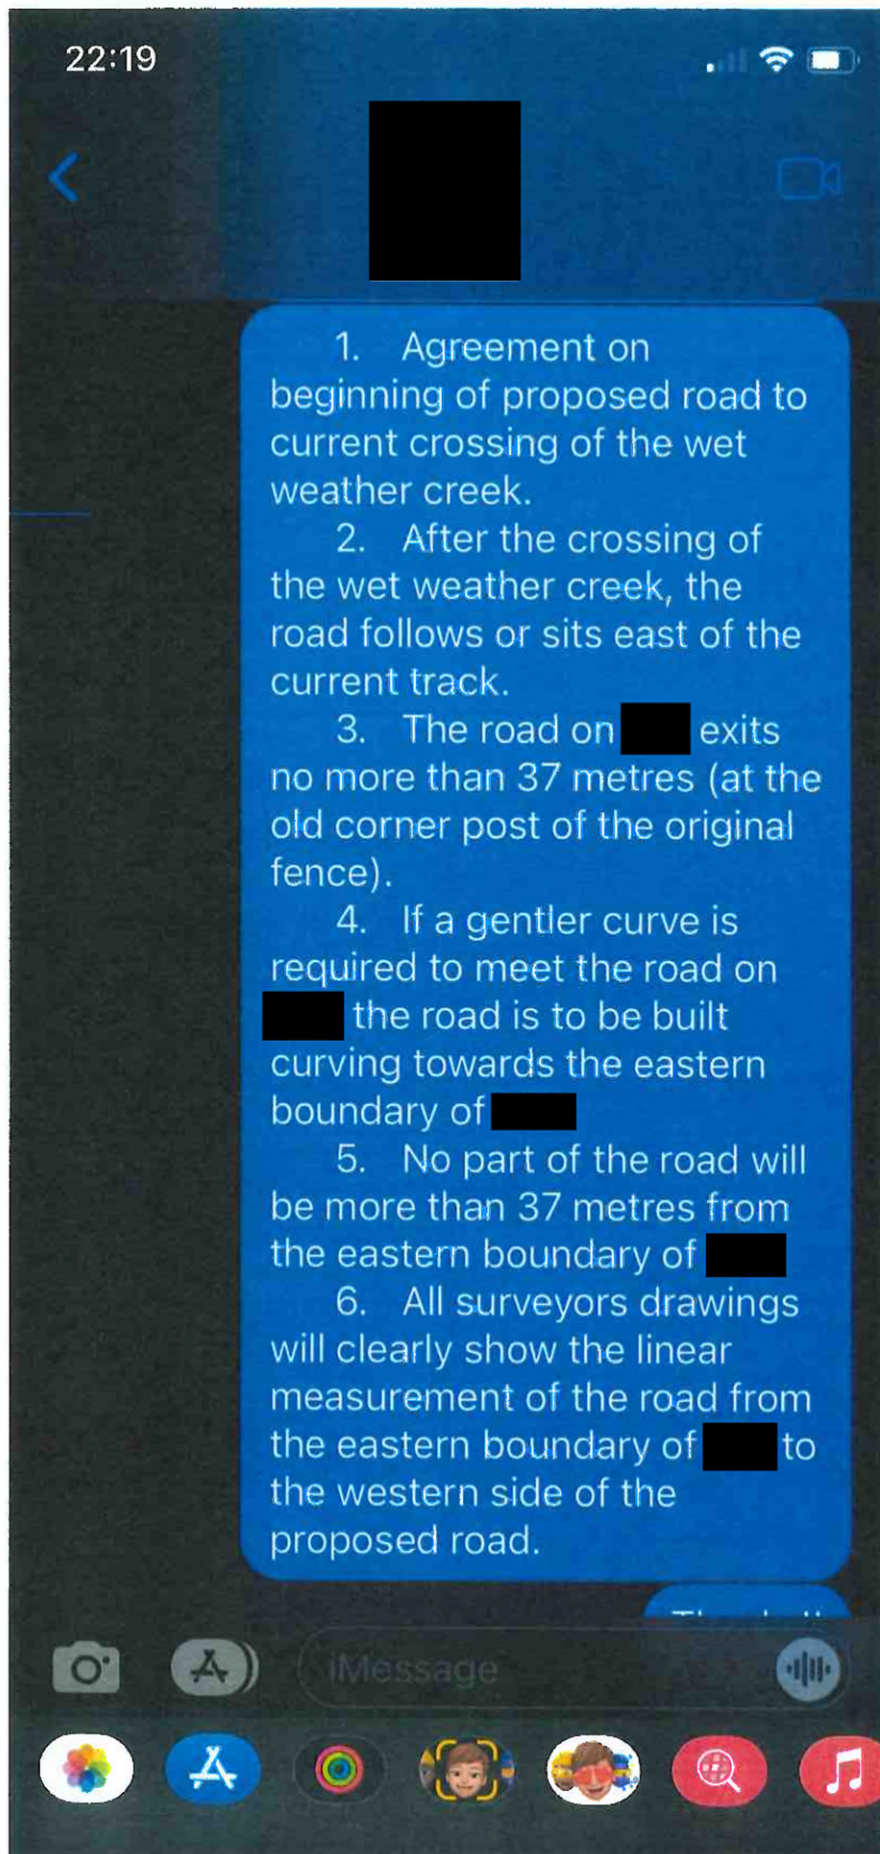 22:19
1. Agreement on
beginning of proposed road to
current crossing of the wet
weather creek.
2. After the crossing of
the wet weather creek, the
road follows or sits east of the
current track.
3. The road on exits
no more than 37 metres (at the
old corner post of the original
fence).
4. If a gentler curve is
required to meet the road on
the road is to be built
curving towards the eastern
boundary of
5. No part of the road will
be more than 37 metres from
the eastern boundary of
6. All surveyors drawings
will clearly show the linear
measurement of the road from
the eastern boundary of to
the western side of the
proposed road.
iMessage